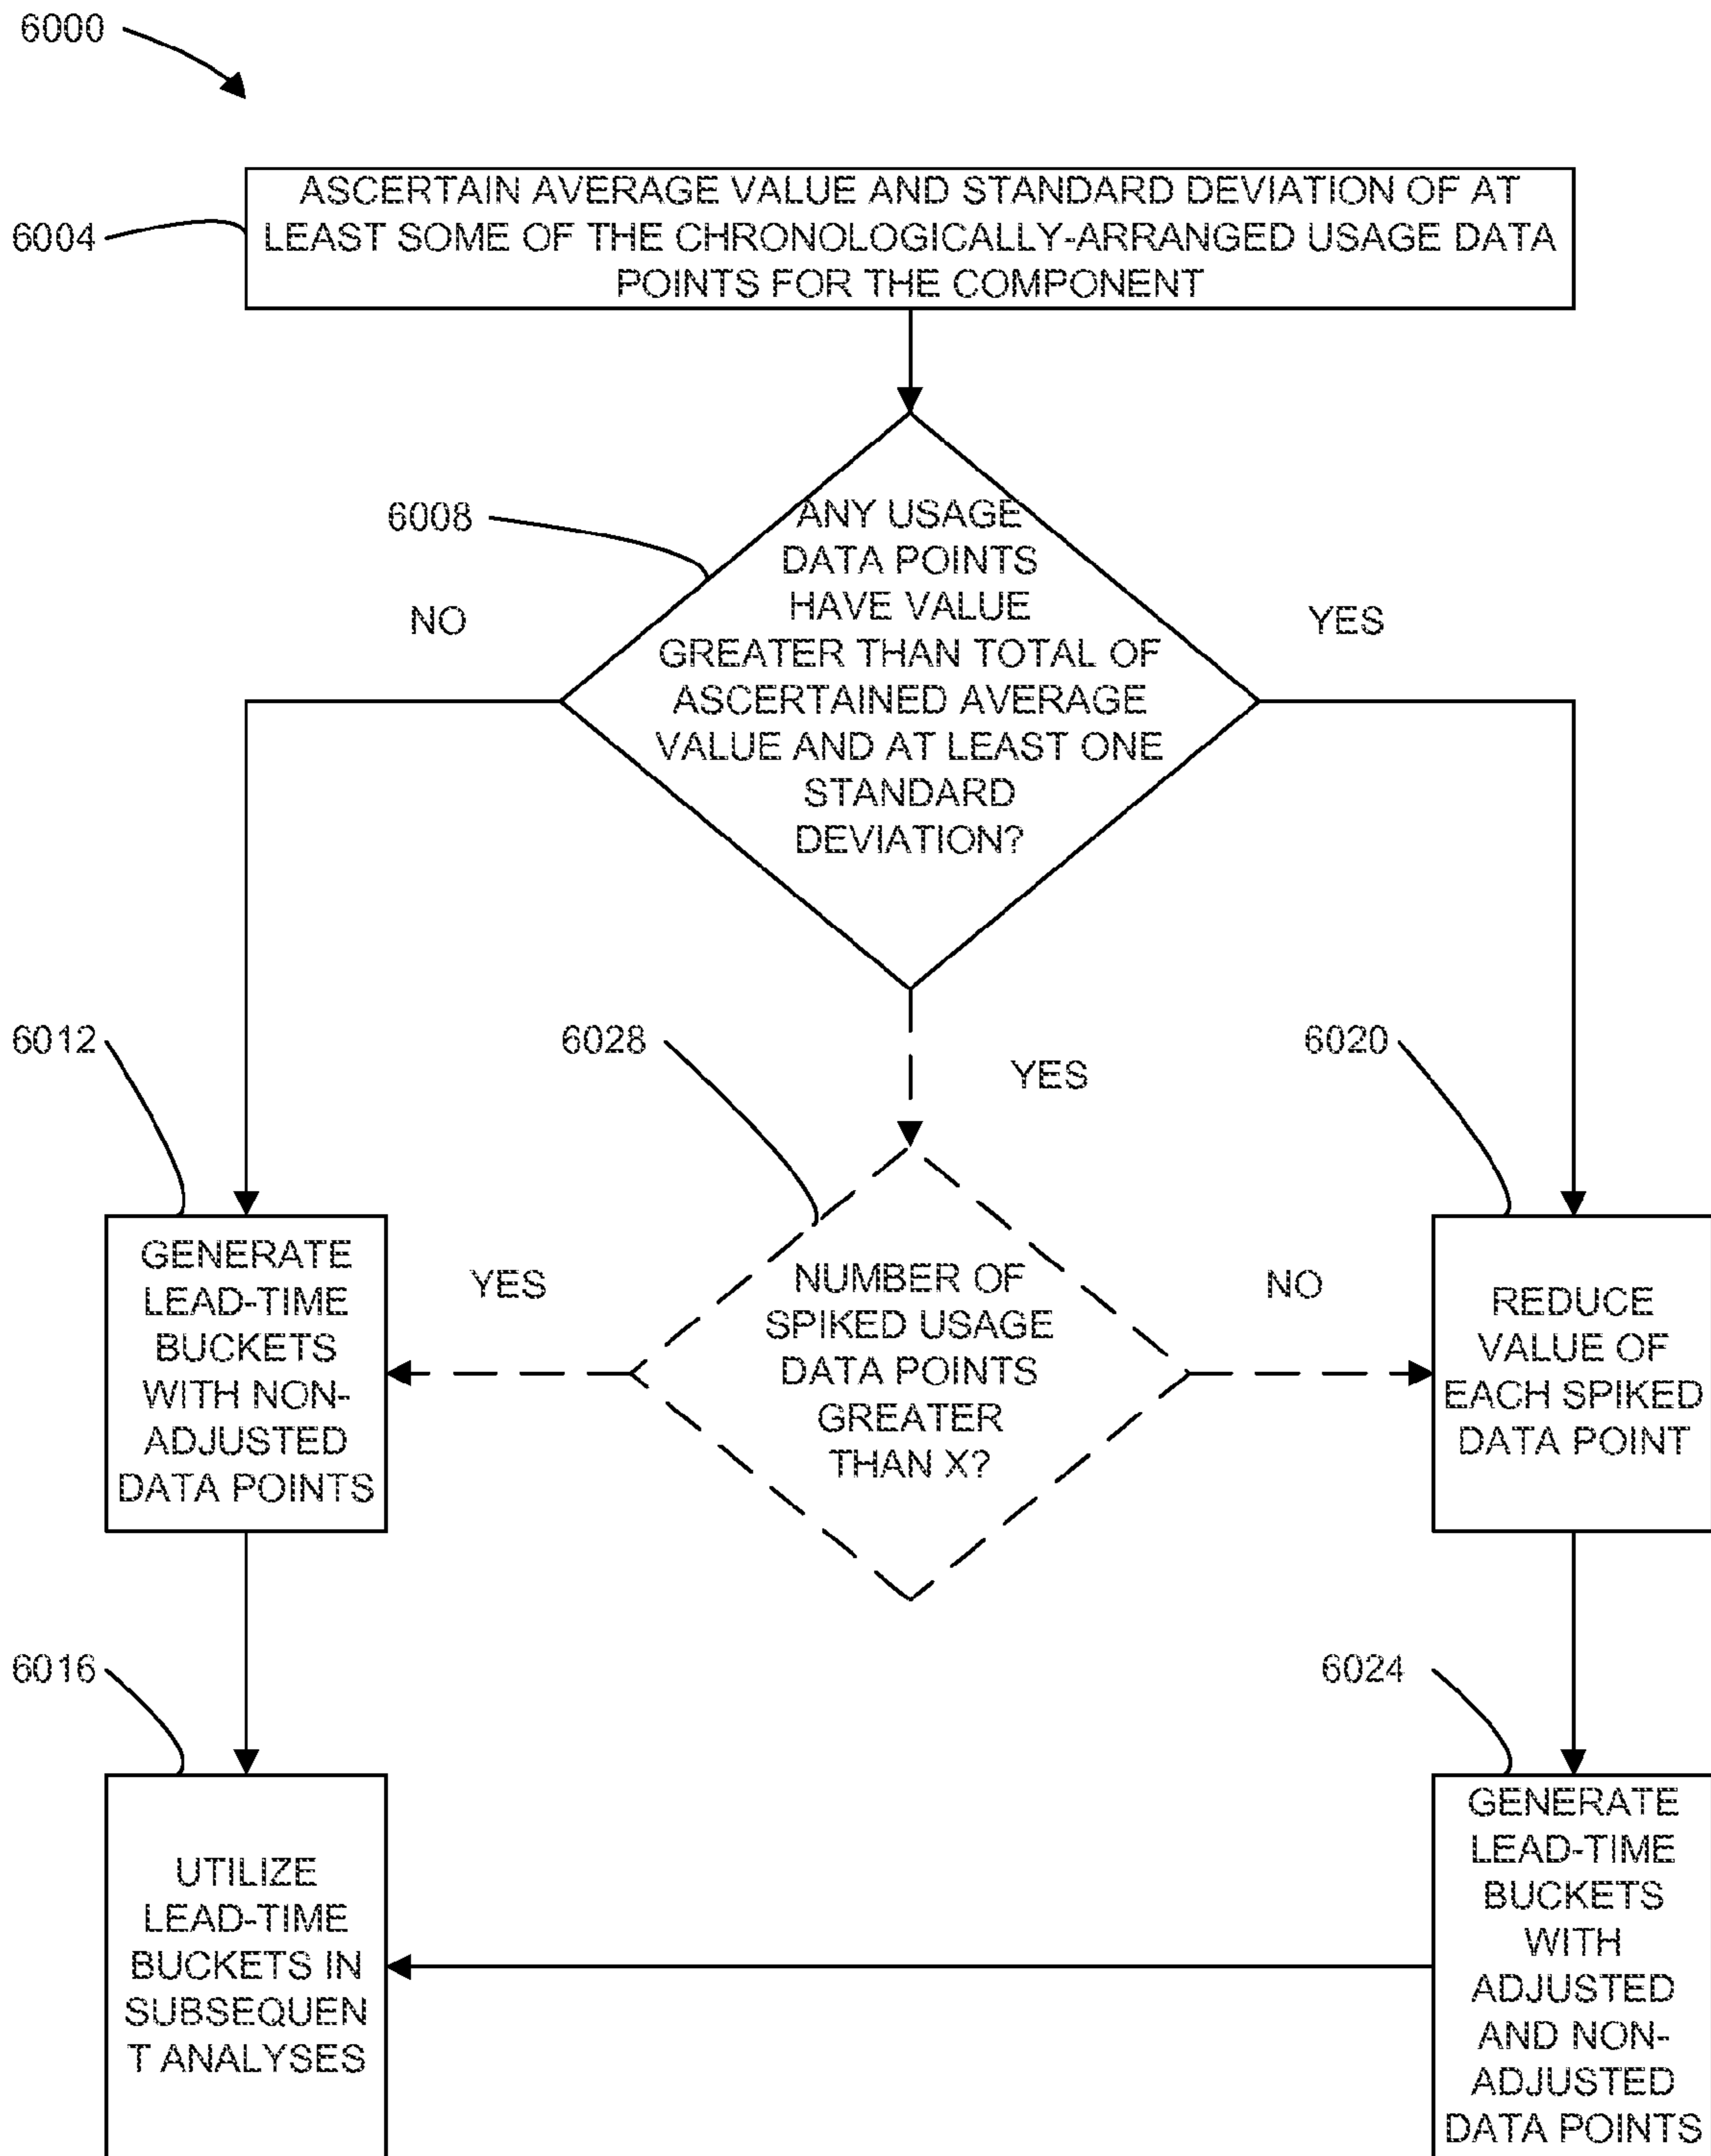 6000
6004
ASCERTAIN AVERAGE VALUE AND STANDARD DEVIATION OF AT
LEAST SOME OF THE CHRONOLOGICALLY-ARRANGED USAGE DATA
POINTS FOR THE COMPONENT
6008
ANY USAGE
DATA POINTS
HAVE VALUE
GREATER THAN TOTAL OF
ASCERTAINED AVERAGE
VALUE AND AT LEAST ONE
STANDARD
DEVIATION?
NO
YES
6012
6028
6020
YES
GENERATE
LEAD-TIME
BUCKETS
WITH NON-
ADJUSTED
DATA POINTS
YES
NUMBER OF
SPIKED USAGE
DATA POINTS
GREATER
THAN X?
NO
REDUCE
VALUE OF
EACH SPIKED
DATA POINT
6016
6024
UTILIZE
LEAD-TIME
BUCKETS IN
SUBSEQUEN
T ANALYSES
GENERATE
LEAD-TIME
BUCKETS
WITH
ADJUSTED
AND NON-
ADJUSTED
DATA POINTS